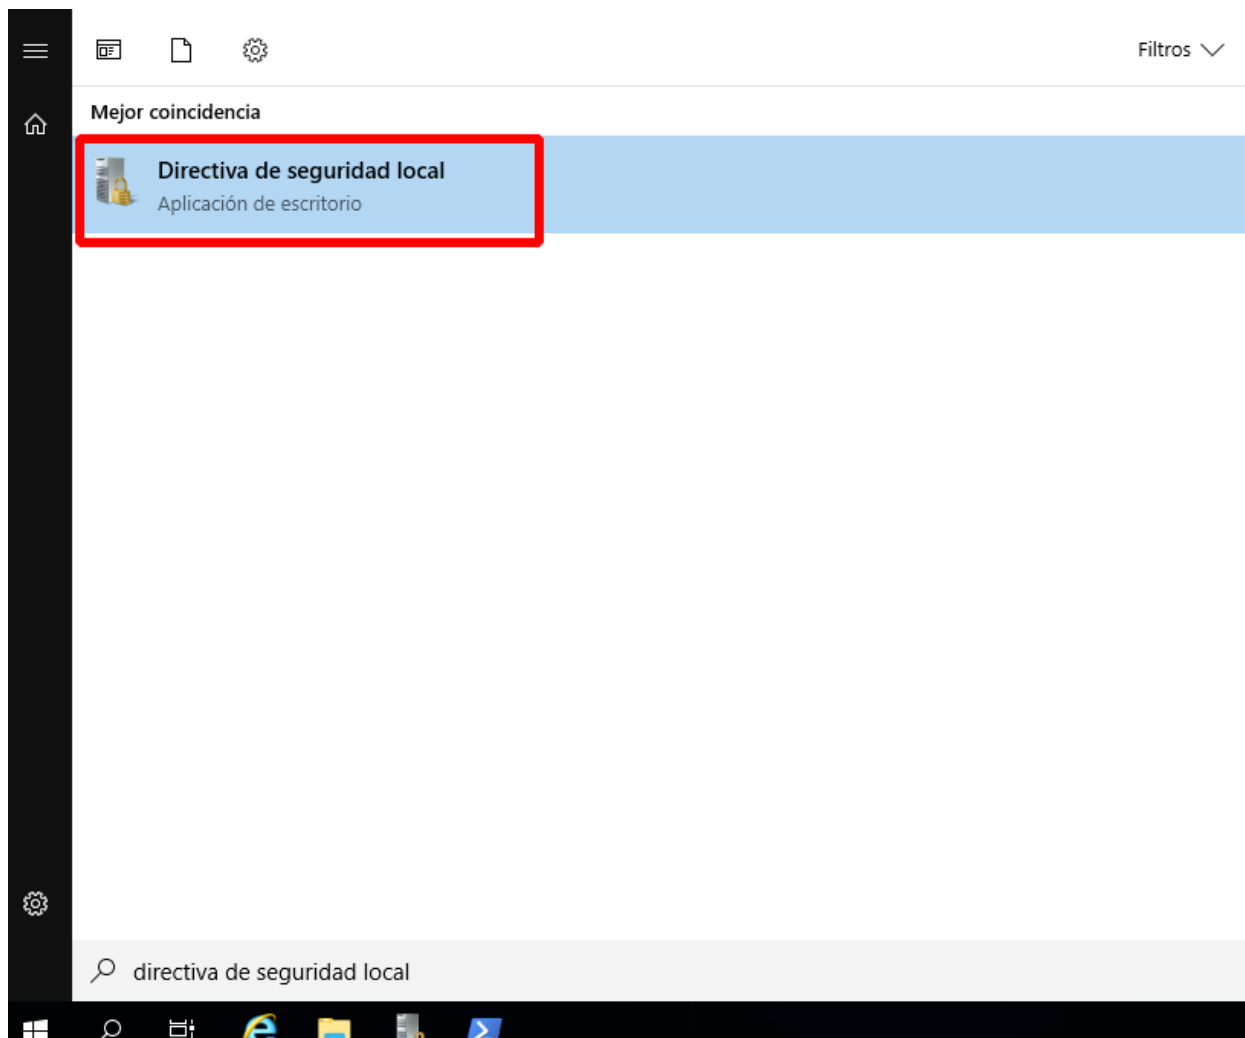 Filtros
Mejor coincidencia
Directiva de seguridad local
Aplicación de escritorio
directiva de seguridad local